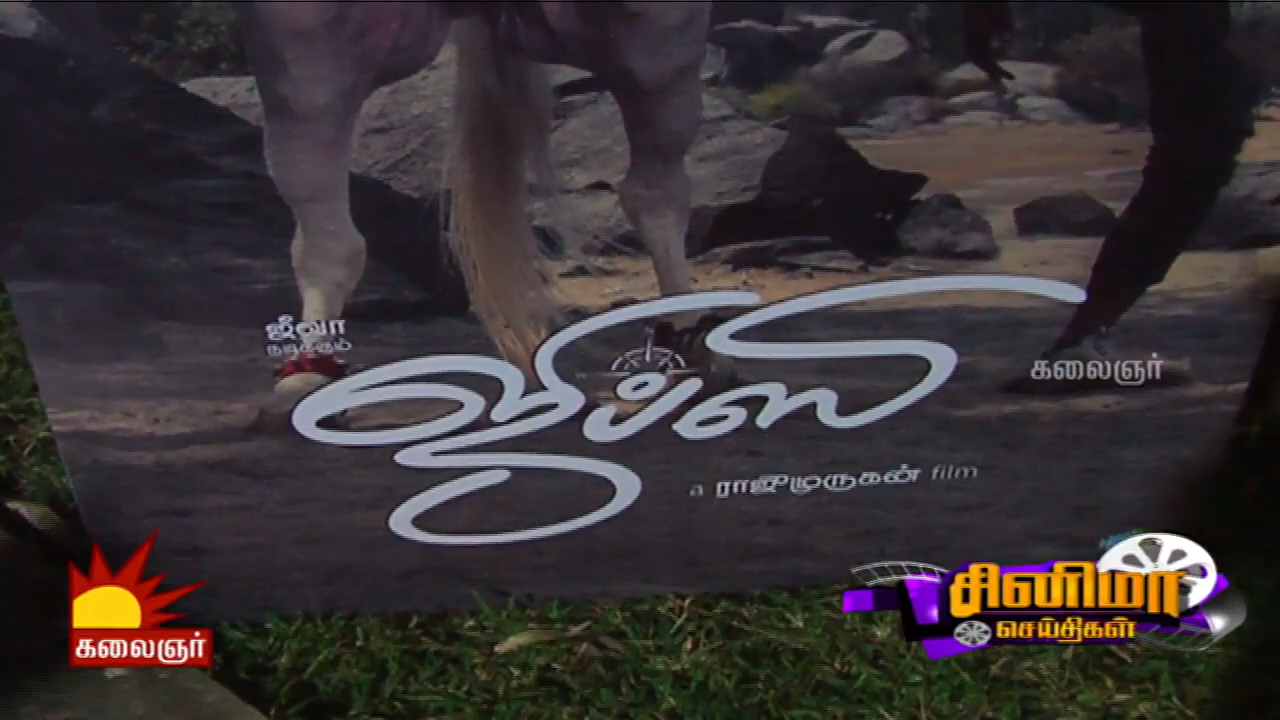 ஜீவா
நடிக்கும்
ஜிப்ஸி
கலைஞர்
a ராஜுமுருகன் film
கலைஞர்
சினிமா
செய்திகள்